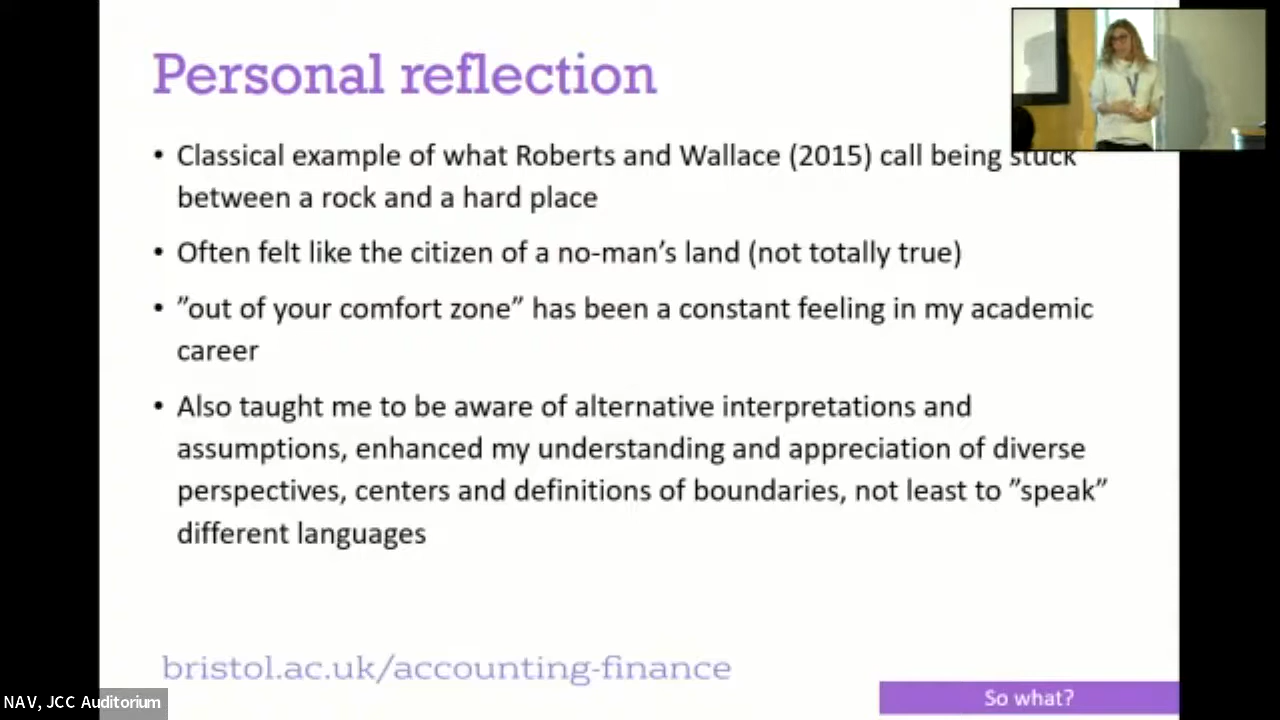 Personal reflection
• Classical example of what Roberts and Wallace (2015) call being stuck
between a rock and a hard place
• Often felt like the citizen of a no-man’s land (not totally true)
• ”out of your comfort zone” has been a constant feeling in my academic
career
• Also taught me to be aware of alternative interpretations and
assumptions, enhanced my understanding and appreciation of diverse
perspectives, centers and definitions of boundaries, not least to ”speak”
different languages
bristol.ac.uk/accounting-finance
So what?
NAV, JCC Auditorium